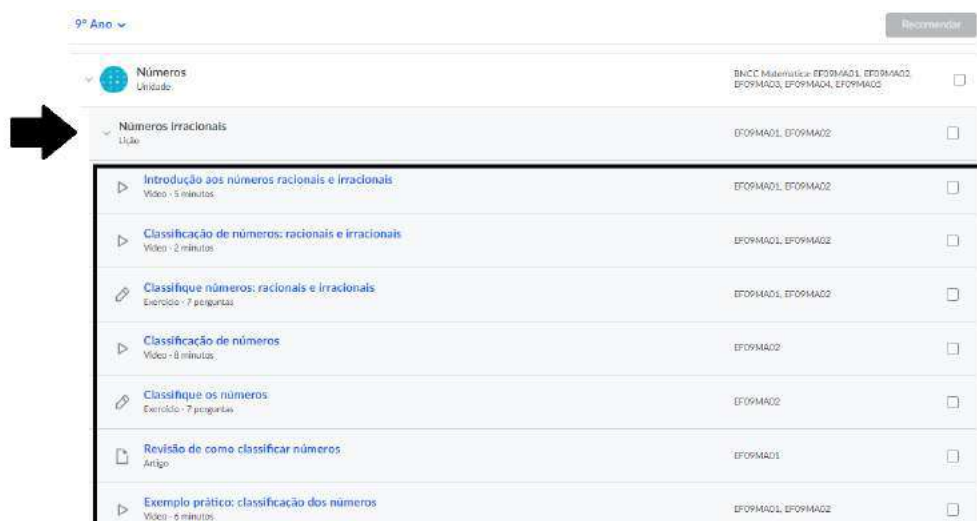 9º Ano
Recomendar
Números
Unidade
BNCC Matematica: EF09MA01, EF09MA02,
EF09MA03, EF09MA04, EF09MA05
Números irracionais
Lição
EF09MA01, EF09MA02
Introdução aos números racionais e irracionais
Vídeo - 5 minutos
EF09MA01, EF09MA02
Classificação de números: racionais e irracionais
Vídeo - 2 minutos
EF09MA01, EF09MA02
Classifique números: racionais e irracionais
Exercício - 7 perguntas
EF09MA01, EF09MA02
Classificação de números
Vídeo - 8 minutos
EF09MA02
Classifique os números
Exercício - 7 perguntas
EF09MA02
Revisão de como classificar números
Artigo
EF09MA01
Exemplo prático: classificação dos números
Vídeo - 6 minutos
EF09MA01, EF09MA02